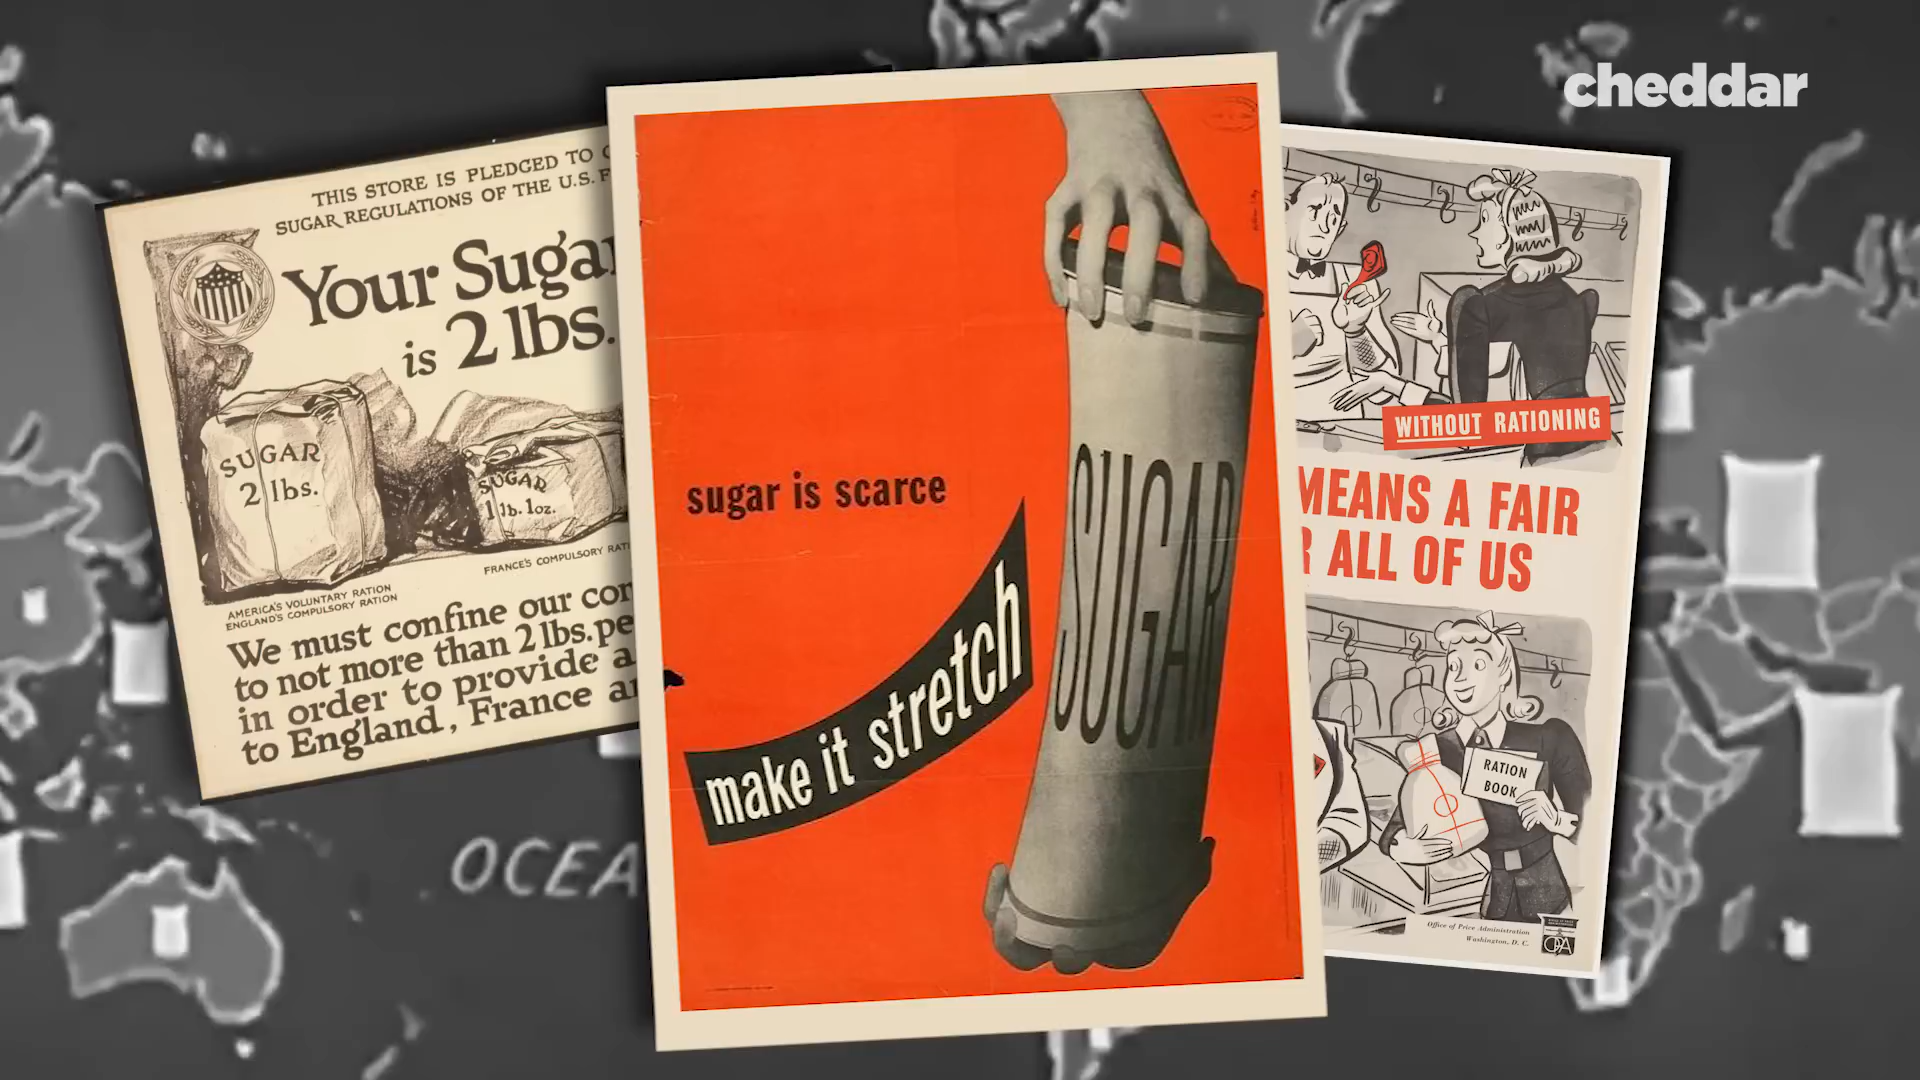 cheddar
THIS STORE IS PLEDGED TO
SUGAR REGULATIONS OF THE U.S.
Your Sugar
is 2 lbs.
SUGAR
2 lbs.
SUGAR
1 lb. 1 oz.
AMERICA'S VOLUNTARY RATION
ENGLAND'S COMPULSORY RATION
FRANCE'S COMPULSORY
We must confine our
to not more than 2 lbs.
in order to provide
to England, France
sugar is scarce
make it stretch
SUGAR
WITHOUT RATIONING
MEANS A FAIR
ALL OF US
RATION
BOOK
Office of Price Administration
Washington, D. C.
OPA